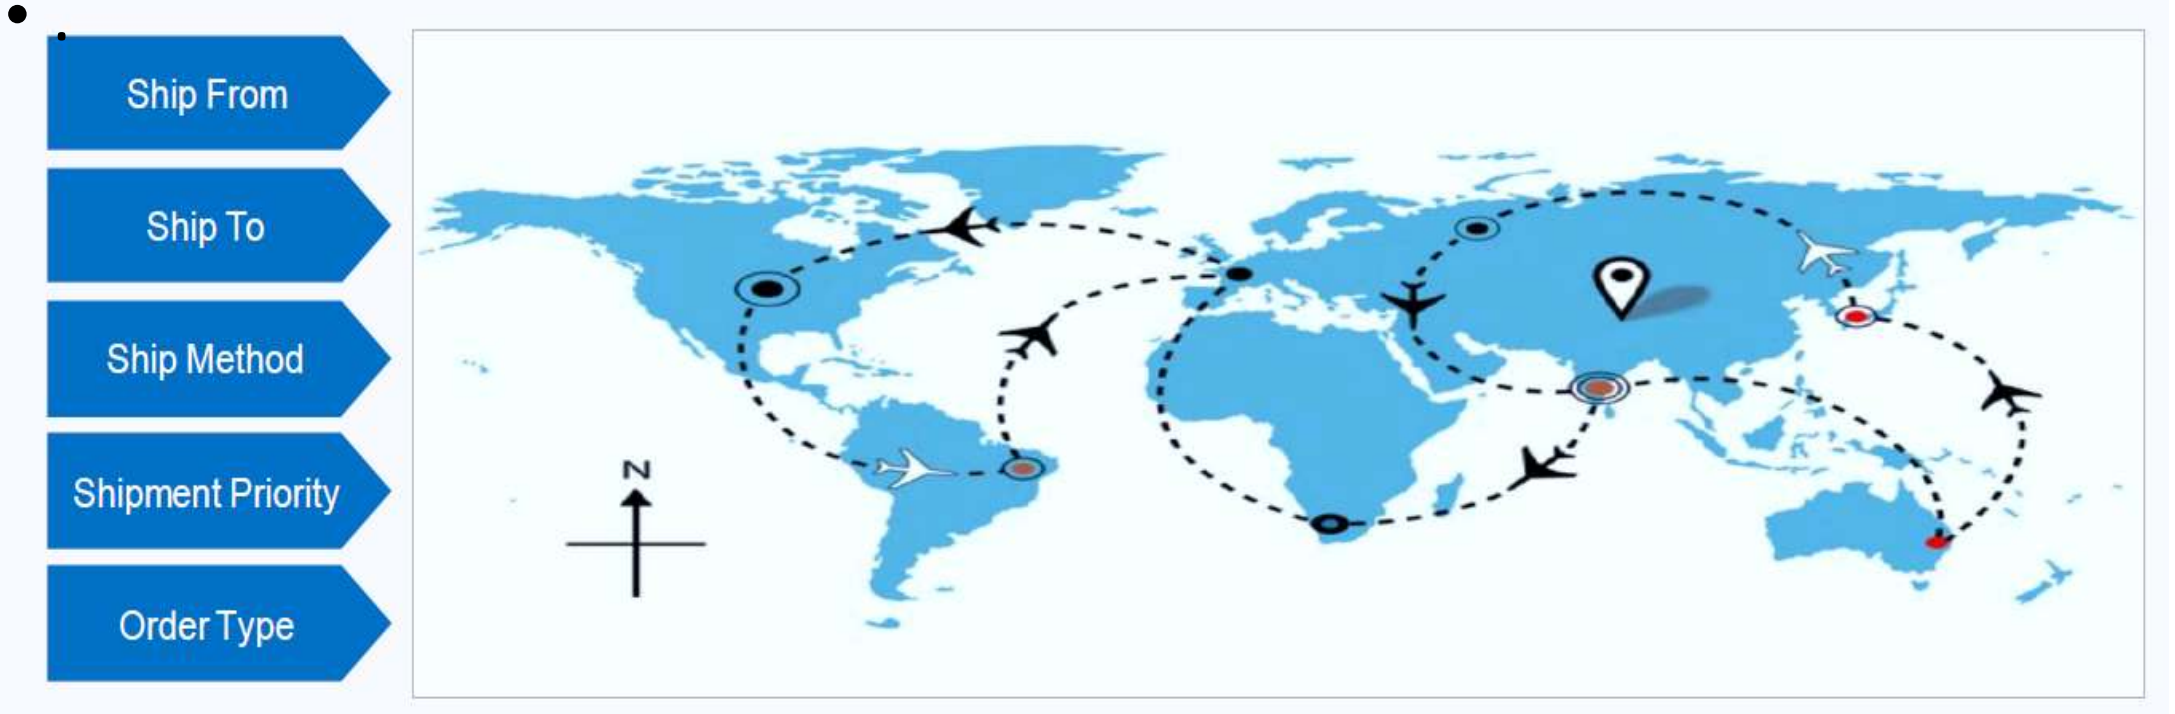 Ship From
Ship To
Ship Method
Shipment Priority
Order Type
N